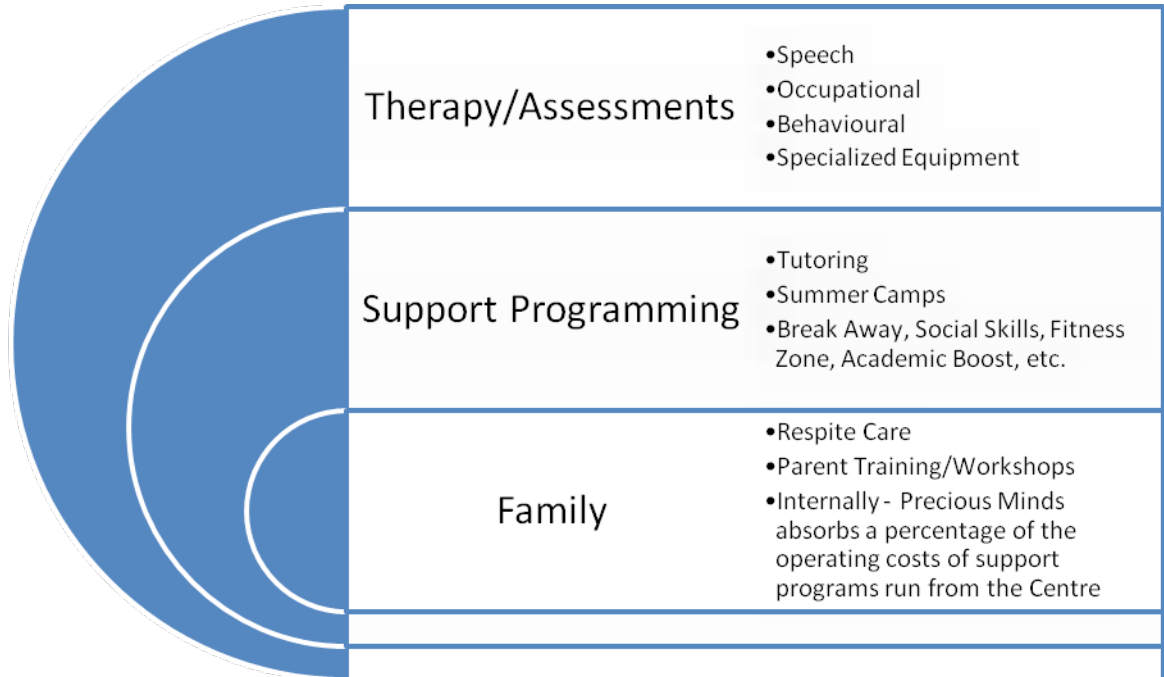 Therapy/Assessments
•Speech
•Occupational
•Behavioural
•Specialized Equipment
Support Programming
•Tutoring
•Summer Camps
•Break Away, Social Skills, Fitness
Zone, Academic Boost, etc.
Family
•Respite Care
•Parent Training/Workshops
•Internally - Precious Minds
absorbs a percentage of the
operating costs of support
programs run from the Centre